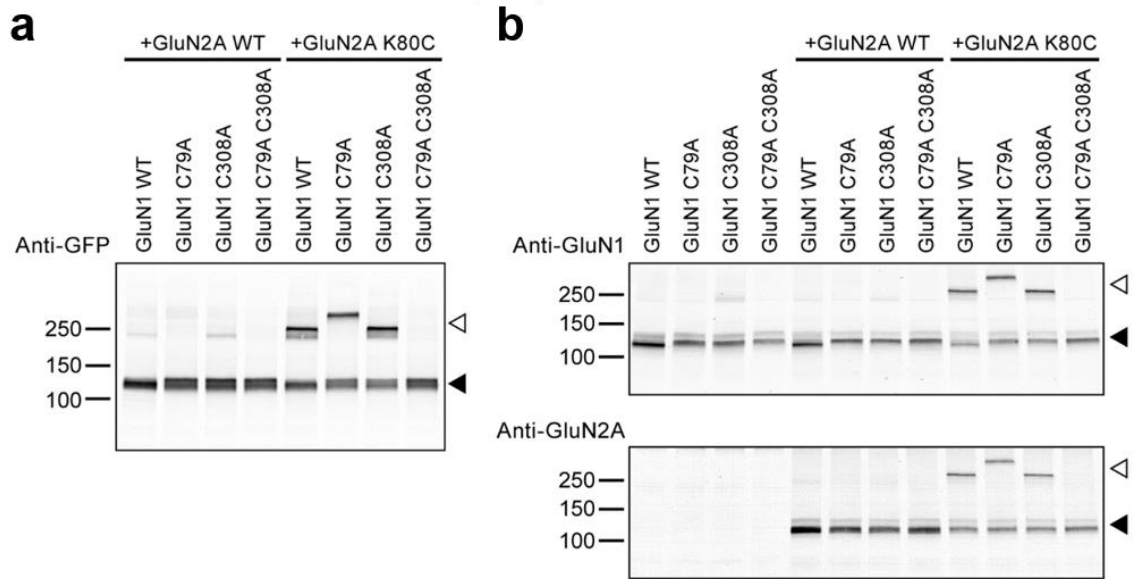 a
+GluN2A WT
+GluN2A K80C
GluN1 WT
GluN1 C79A
GluN1 C308A
GluN1 C79A C308A
GluN1 WT
GluN1 C79A
GluN1 C308A
GluN1 C79A C308A
Anti-GFP
250
150
100
b
+GluN2A WT
+GluN2A K80C
GluN1 WT
GluN1 C79A
GluN1 C308A
GluN1 C79A C308A
GluN1 WT
GluN1 C79A
GluN1 C308A
GluN1 C79A C308A
GluN1 WT
GluN1 C79A
GluN1 C308A
GluN1 C79A C308A
Anti-GluN1
250
150
100
Anti-GluN2A
250
150
100